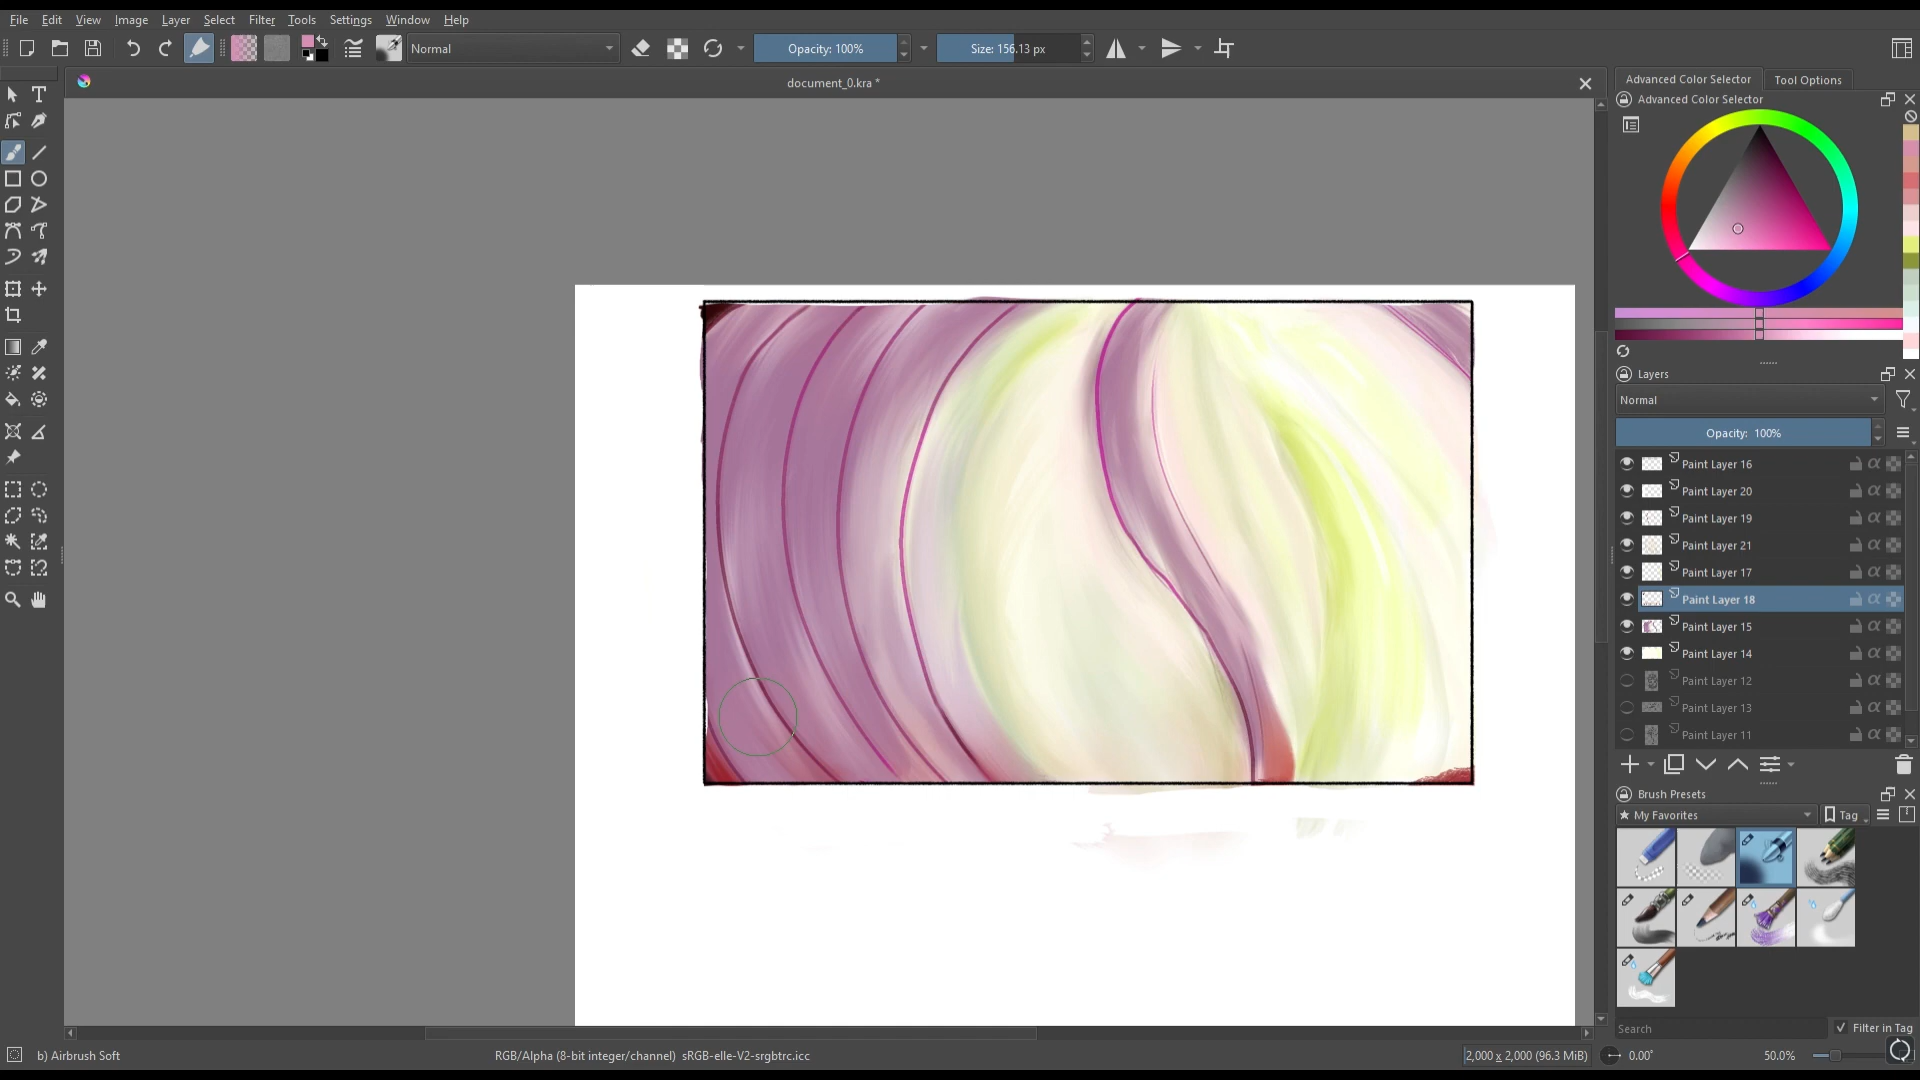 File Edit View Image Layer Select Filter Tools Settings Window Help
Normal
Opacity: 100%
Size: 156.13 px
document_0.kra *
Advanced Color Selector
Tool Options
Advanced Color Selector
Layers
Normal
Opacity: 100%
Paint Layer 16
Paint Layer 20
Paint Layer 19
Paint Layer 21
Paint Layer 17
Paint Layer 18
Paint Layer 15
Paint Layer 14
Paint Layer 12
Paint Layer 13
Paint Layer 11
Brush Presets
★ My Favorites
Tag
Search
Filter in Tag
b) Airbrush Soft
RGB/Alpha (8-bit integer/channel) sRGB-elle-V2-srgbtrc.icc
2,000 x 2,000 (96.3 MiB)
0.00°
50.0%